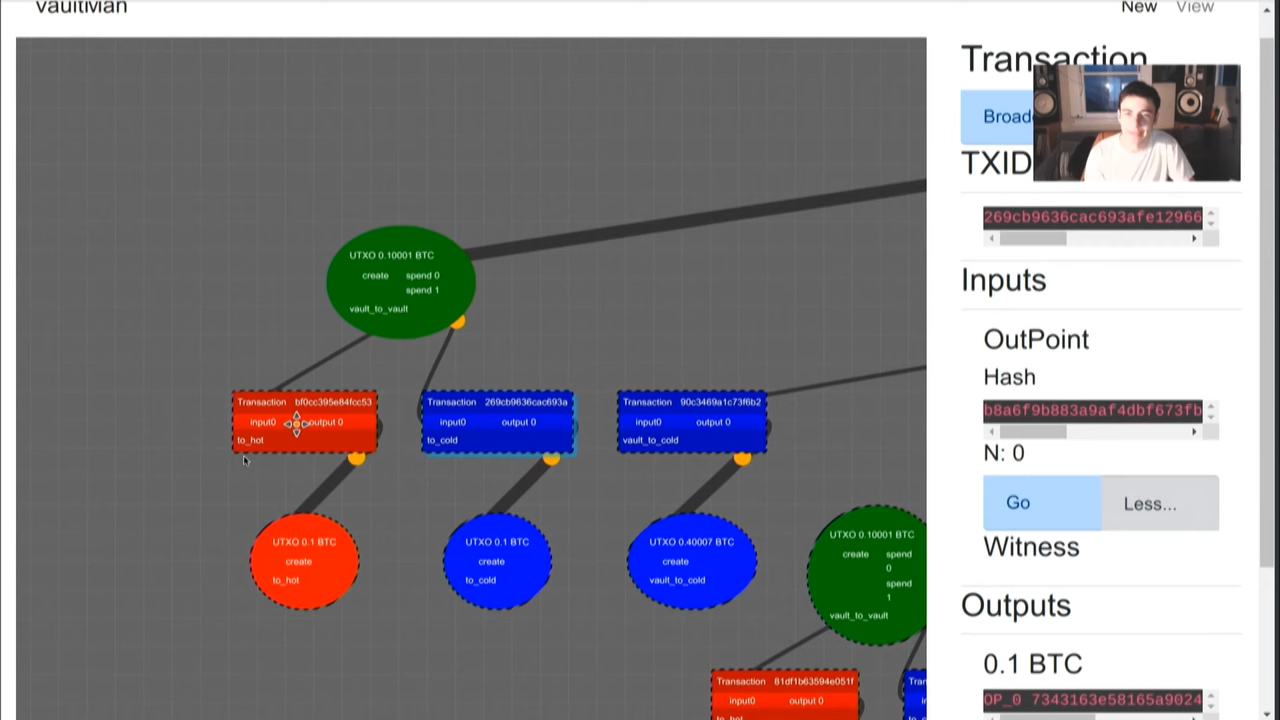 vaultman
New View
UTXO 0.10001 BTC
create spend 0
spend 1
vault_to_vault
Transaction bf0cc395e84fcc53
input0 output 0
to_hot
Transaction 269cb9636cac693a
input0 output 0
to_cold
Transaction 90c3469a1c73f6b2
input0 output 0
vault_to_cold
UTXO 0.1 BTC
create
to_hot
UTXO 0.1 BTC
create
to_cold
UTXO 0.40007 BTC
create
vault_to_cold
UTXO 0.10001 BTC
create spend
0
spend
1
vault_to_vault
Transaction 81df1b63594e051f
input0 output 0
to_hot
Tran
Transaction
Broad
TXID
269cb9636cac693afe12966
Inputs
OutPoint
Hash
b8a6f9b883a9af4dbf673fb
N: 0
Go Less...
Witness
Outputs
0.1 BTC
OP_0 7343163e58165a9024